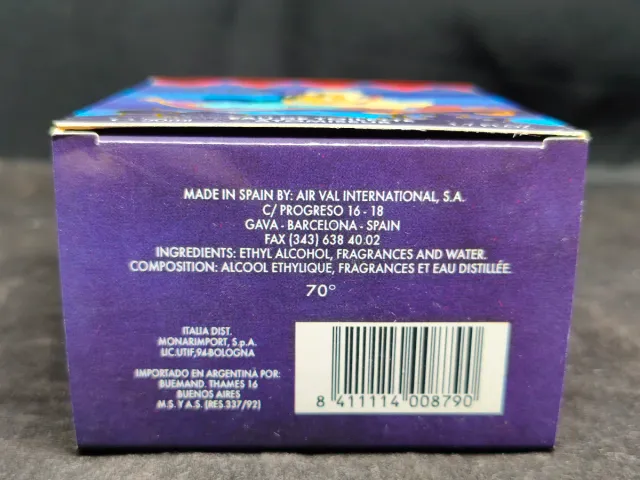 MADE IN SPAIN BY: AIR VAL INTERNATIONAL, S.A.
C/ PROGRESO 16 - 18
GAVA - BARCELONA - SPAIN
FAX (343) 638 40.02
INGREDIENTS: ETHYL ALCOHOL, FRAGRANCES AND WATER.
COMPOSITION: ALCOOL ETHYLIQUE, FRAGRANCES ET EAU DISTILLÉE.
70°
ITALIA DIST.
MONARIMPORT, S.p.A.
LIC.UTIF,94-BOLOGNA
IMPORTADO EN ARGENTINA POR:
BUEMAND. THAMES 16
BUENOS AIRES
M.S. Y A.S. (RES.337/92)
8 411114 008790